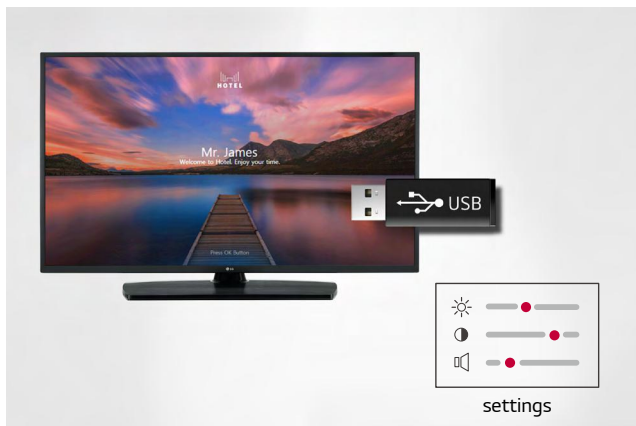 HOTEL
Mr. James
Welcome to Hotel. Enjoy your time.
Press OK Button
LG
USB
settings